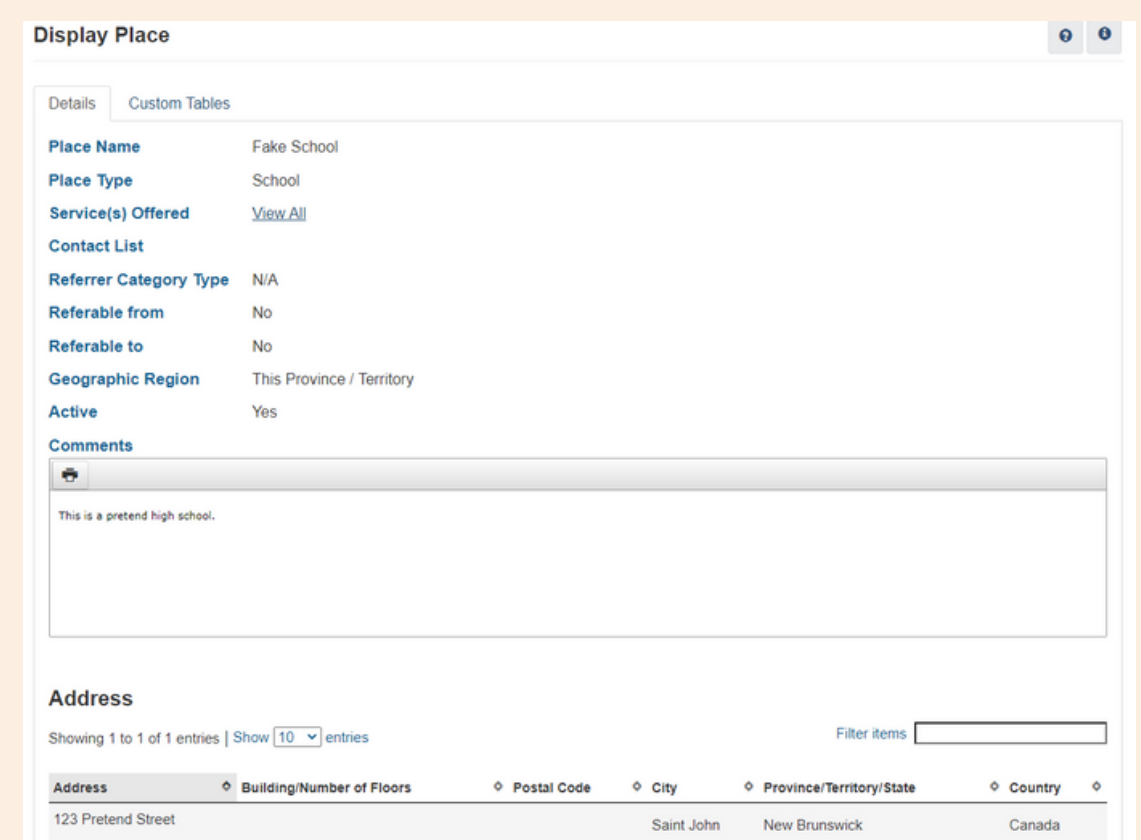 Display Place
Details Custom Tables
Place Name Fake School
Place Type School
Service(s) Offered View All
Contact List
Referrer Category Type N/A
Referable from No
Referable to No
Geographic Region This Province / Territory
Active Yes
Comments
This is a pretend high school.
Address
Showing 1 to 1 of 1 entries | Show 10 entries Filter items
Address Building/Number of Floors Postal Code City Province/Territory/State Country
123 Pretend Street Saint John New Brunswick Canada